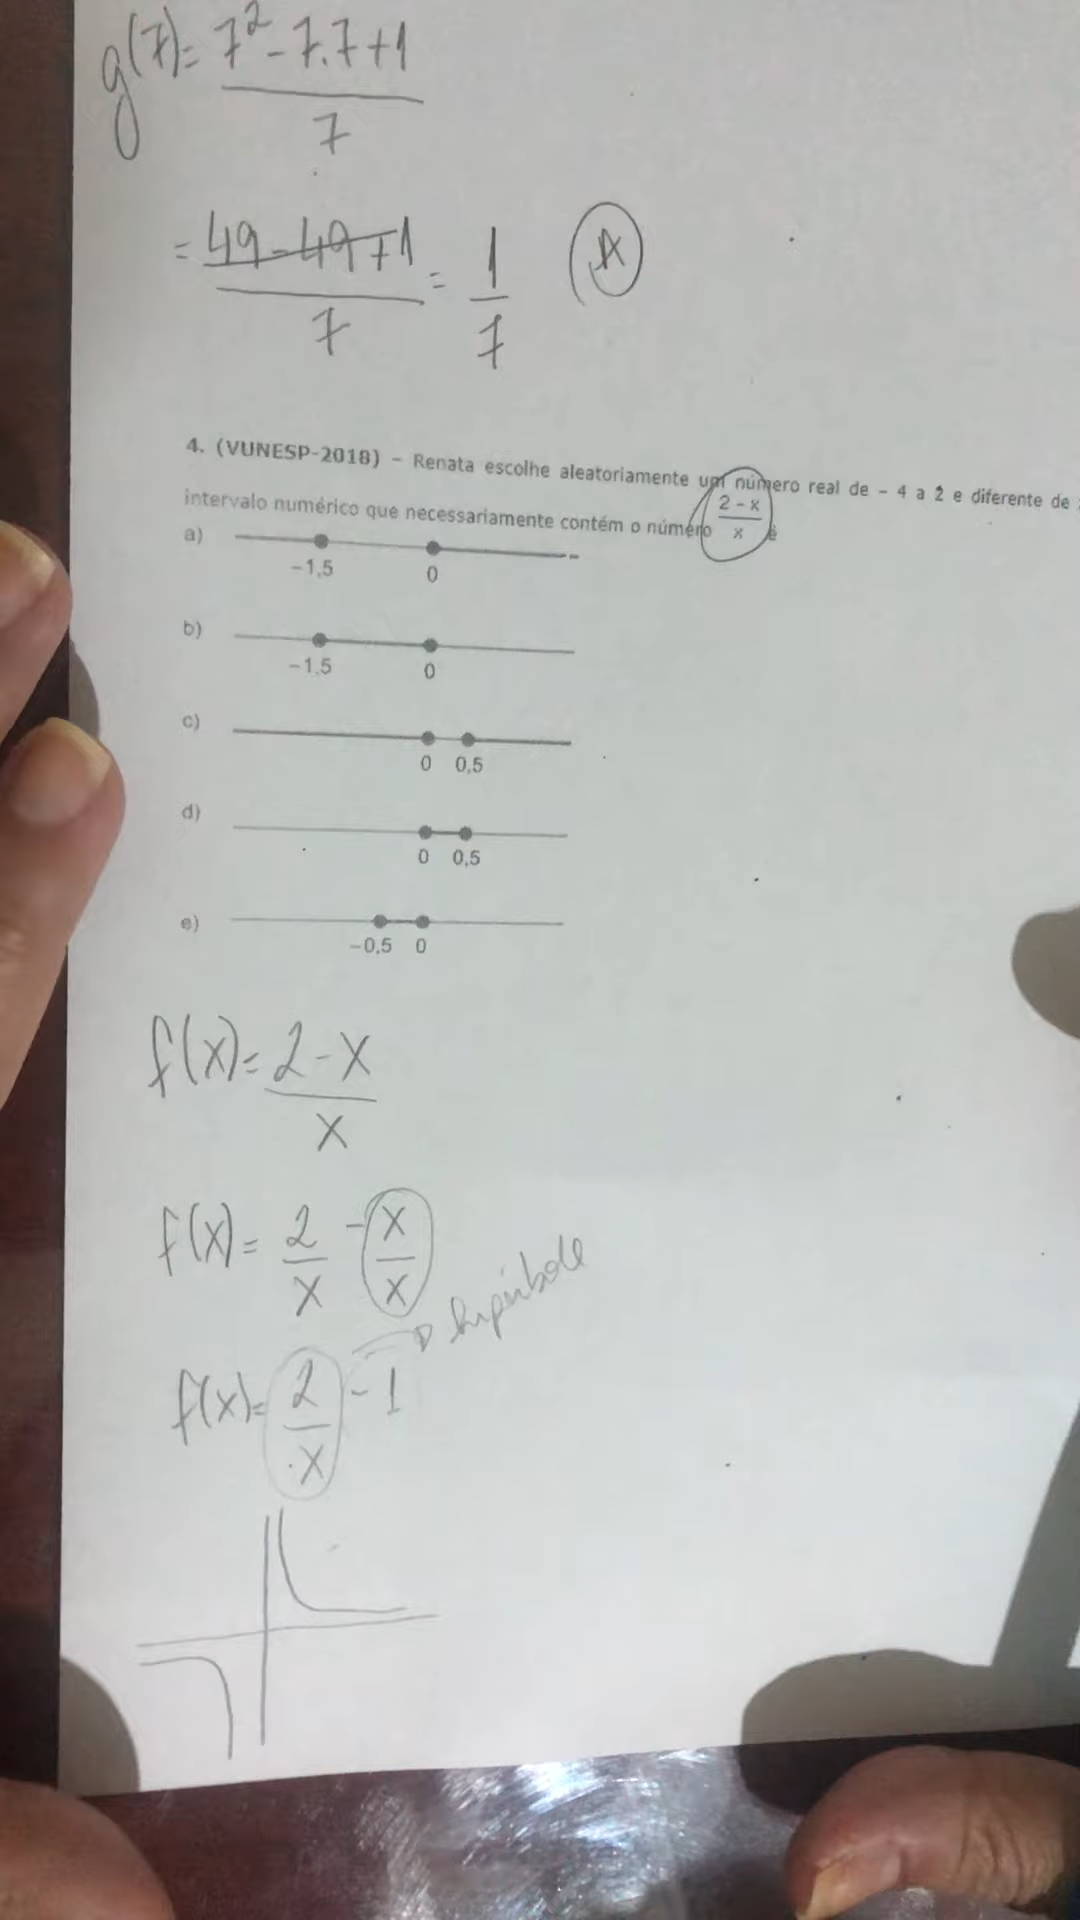 g(7)= 7² - 7.7+1
7
= 49 - 49 + 1 = 1 A
7 7
4. (VUNESP-2018) – Renata escolhe aleatoriamente um número real de – 4 a 2 e diferente de
intervalo numérico que necessariamente contém o número 2 – x é
x
a)
−1,5 0
b)
−1,5 0
c)
0 0,5
d)
0 0,5
e)
−0,5 0
f(x)= 2-x
x
f(x)= 2 - x
x x
hipérbole
f(x)= 2 - 1
x